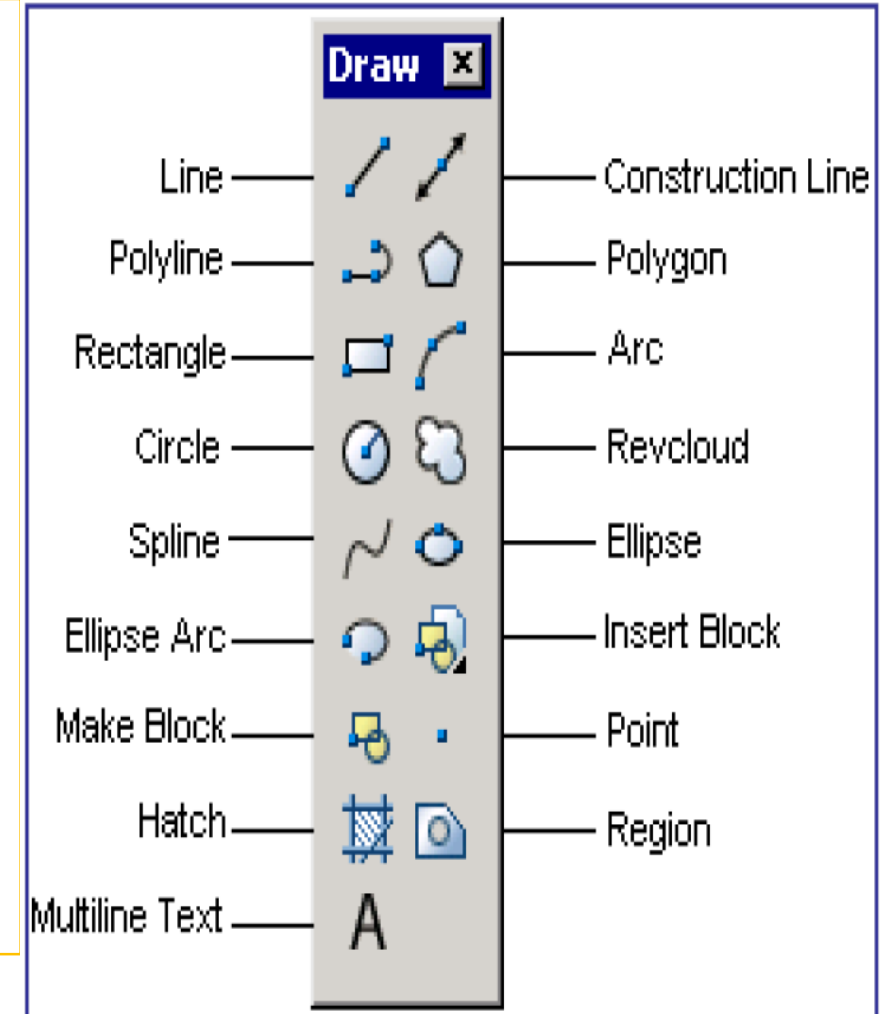 Draw x
Line Construction Line
Polyline Polygon
Rectangle Arc
Circle Revcloud
Spline Ellipse
Ellipse Arc Insert Block
Make Block Point
Hatch Region
Multiline Text A